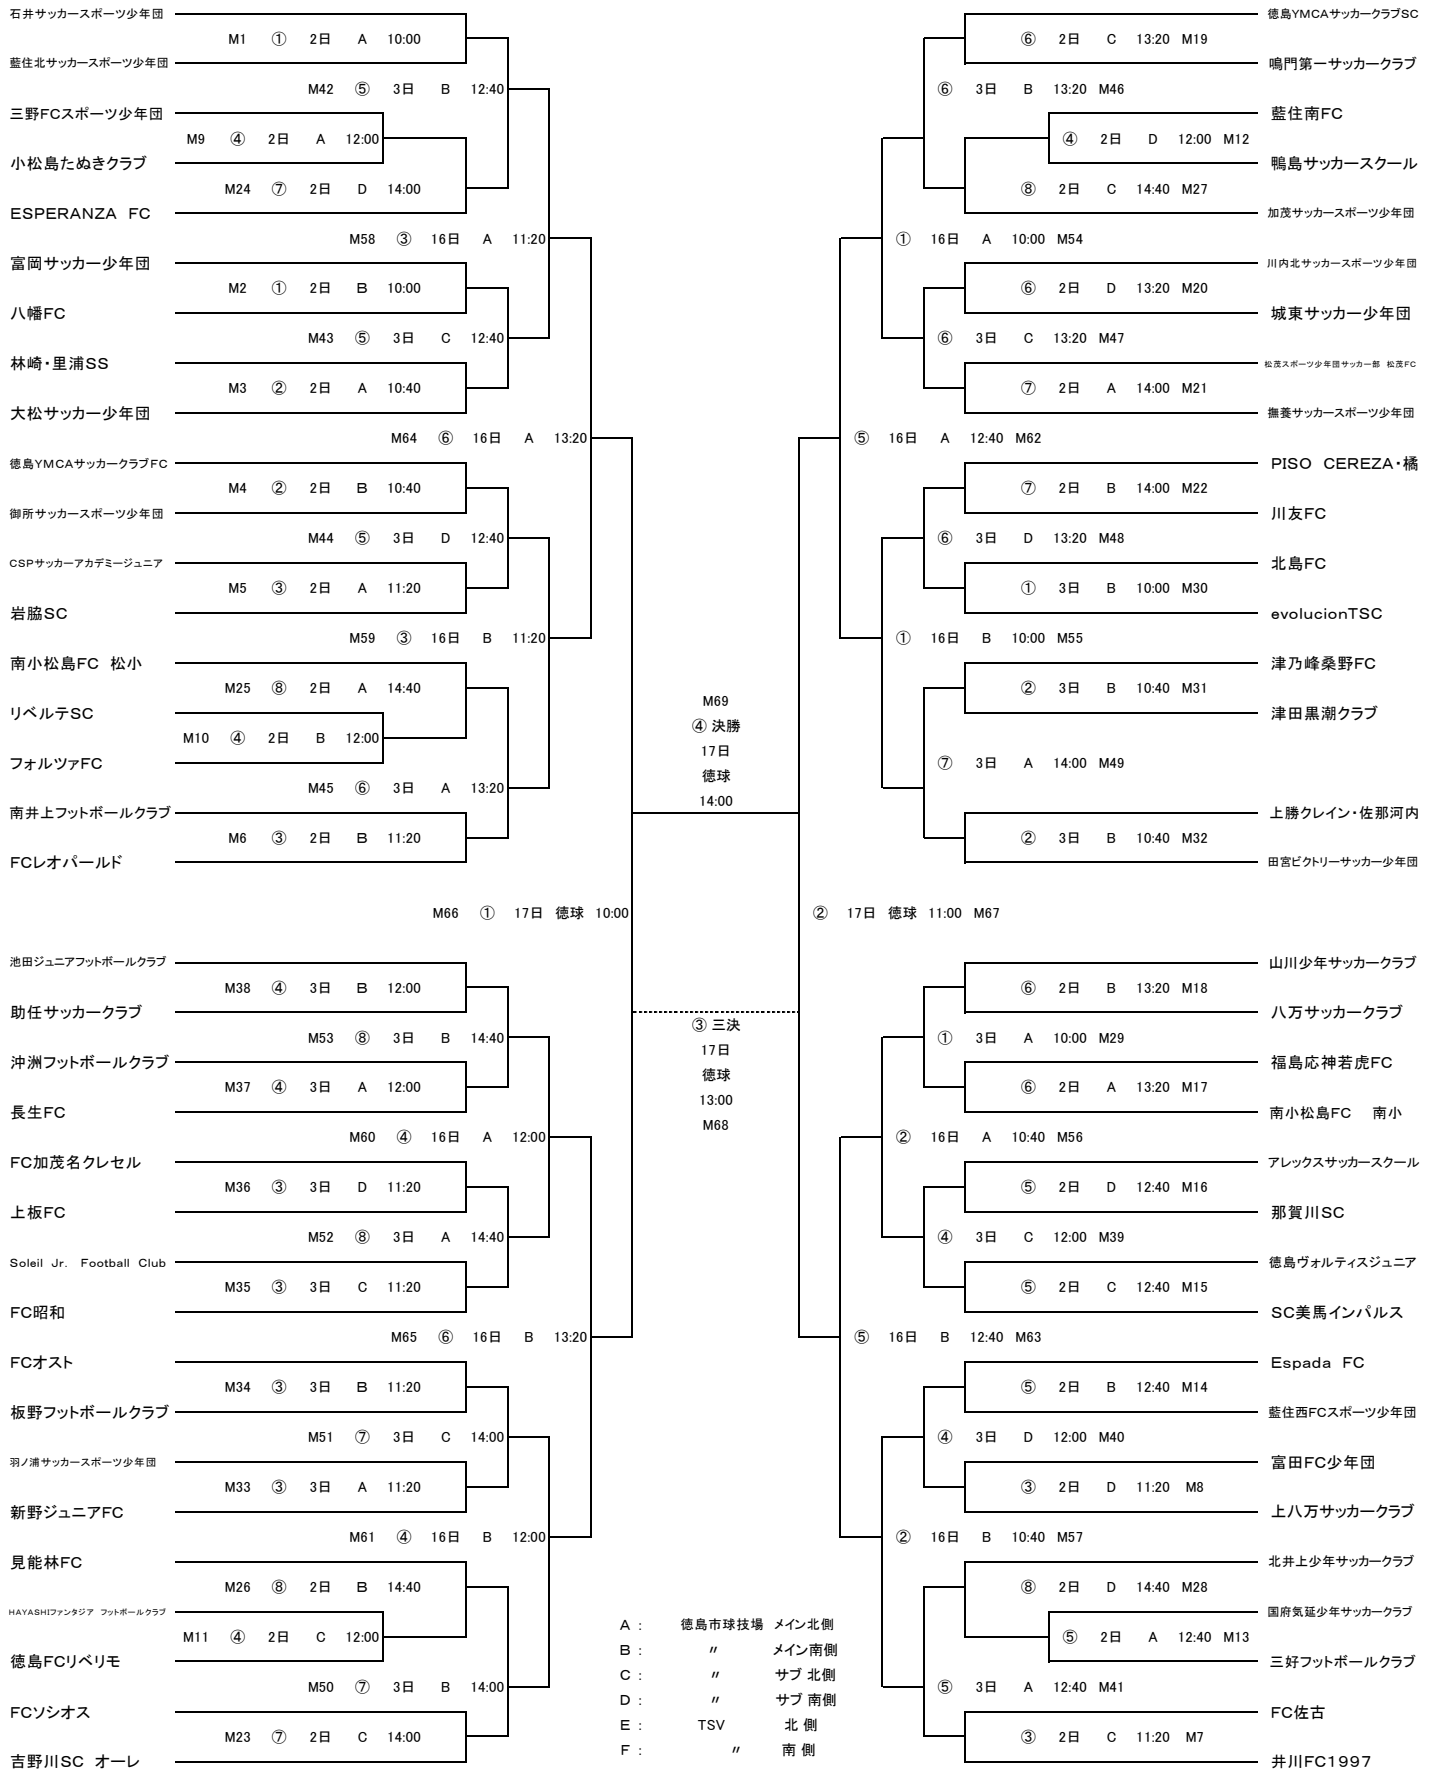 石井サッカースポーツ少年団
M1 ① 2日 A 10:00
藍住北サッカースポーツ少年団
M42 ⑤ 3日 B 12:40
三野FCスポーツ少年団
M9 ④ 2日 A 12:00
小松島たぬきクラブ
M24 ⑦ 2日 D 14:00
ESPERANZA FC
M58 ③ 16日 A 11:20
富岡サッカー少年団
M2 ① 2日 B 10:00
八幡FC
M43 ⑤ 3日 C 12:40
林崎・里浦SS
M3 ② 2日 A 10:40
大松サッカー少年団
M64 ⑥ 16日 A 13:20
徳島YMCAサッカークラブFC
M4 ② 2日 B 10:40
御所サッカースポーツ少年団
M44 ⑤ 3日 D 12:40
CSPサッカーアカデミージュニア
M5 ③ 2日 A 11:20
岩脇SC
M59 ③ 16日 B 11:20
南小松島FC 松小
M25 ⑧ 2日 A 14:40
リベルテSC
M10 ④ 2日 B 12:00
フォルツァFC
M45 ⑥ 3日 A 13:20
南井上フットボールクラブ
M6 ③ 2日 B 11:20
FCレオパールド
M66 ① 17日 徳球 10:00
池田ジュニアフットボールクラブ
M38 ④ 3日 B 12:00
助任サッカークラブ
M53 ⑧ 3日 B 14:40
沖洲フットボールクラブ
M37 ④ 3日 A 12:00
長生FC
M60 ④ 16日 A 12:00
FC加茂名クレセル
M36 ③ 3日 D 11:20
上板FC
M52 ⑧ 3日 A 14:40
Soleil Jr. Football Club
M35 ③ 3日 C 11:20
FC昭和
M65 ⑥ 16日 B 13:20
FCオスト
M34 ③ 3日 B 11:20
板野フットボールクラブ
M51 ⑦ 3日 C 14:00
羽ノ浦サッカースポーツ少年団
M33 ③ 3日 A 11:20
新野ジュニアFC
M61 ④ 16日 B 12:00
見能林FC
M26 ⑧ 2日 B 14:40
HAYASHIファンタジア フットボールクラブ
M11 ④ 2日 C 12:00
徳島FCリベリモ
M50 ⑦ 3日 B 14:00
FCソシオス
M23 ⑦ 2日 C 14:00
吉野川SC オーレ
M69
④ 決勝
17日
徳球
14:00
③ 三決
17日
徳球
13:00
M68
A : 徳島市球技場 メイン北側
B : 〃 メイン南側
C : 〃 サブ 北側
D : 〃 サブ 南側
E : TSV 北 側
F : 〃 南 側
徳島YMCAサッカークラブSC
⑥ 2日 C 13:20 M19
鳴門第一サッカークラブ
⑥ 3日 B 13:20 M46
藍住南FC
④ 2日 D 12:00 M12
鴨島サッカースクール
⑧ 2日 C 14:40 M27
加茂サッカースポーツ少年団
① 16日 A 10:00 M54
川内北サッカースポーツ少年団
⑥ 2日 D 13:20 M20
城東サッカー少年団
⑥ 3日 C 13:20 M47
松茂スポーツ少年団サッカー部 松茂FC
⑦ 2日 A 14:00 M21
撫養サッカースポーツ少年団
⑤ 16日 A 12:40 M62
PISO CEREZA・橘
⑦ 2日 B 14:00 M22
川友FC
⑥ 3日 D 13:20 M48
北島FC
① 3日 B 10:00 M30
evolucionTSC
① 16日 B 10:00 M55
津乃峰桑野FC
② 3日 B 10:40 M31
津田黒潮クラブ
⑦ 3日 A 14:00 M49
上勝クレイン・佐那河内
② 3日 B 10:40 M32
田宮ビクトリーサッカー少年団
② 17日 徳球 11:00 M67
山川少年サッカークラブ
⑥ 2日 B 13:20 M18
八万サッカークラブ
① 3日 A 10:00 M29
福島応神若虎FC
⑥ 2日 A 13:20 M17
南小松島FC 南小
② 16日 A 10:40 M56
アレックスサッカースクール
⑤ 2日 D 12:40 M16
那賀川SC
④ 3日 C 12:00 M39
徳島ヴォルティスジュニア
⑤ 2日 C 12:40 M15
SC美馬インパルス
⑤ 16日 B 12:40 M63
Espada FC
⑤ 2日 B 12:40 M14
藍住西FCスポーツ少年団
④ 3日 D 12:00 M40
富田FC少年団
③ 2日 D 11:20 M8
上八万サッカークラブ
② 16日 B 10:40 M57
北井上少年サッカークラブ
⑧ 2日 D 14:40 M28
国府気延少年サッカークラブ
⑤ 2日 A 12:40 M13
三好フットボールクラブ
⑤ 3日 A 12:40 M41
FC佐古
③ 2日 C 11:20 M7
井川FC1997